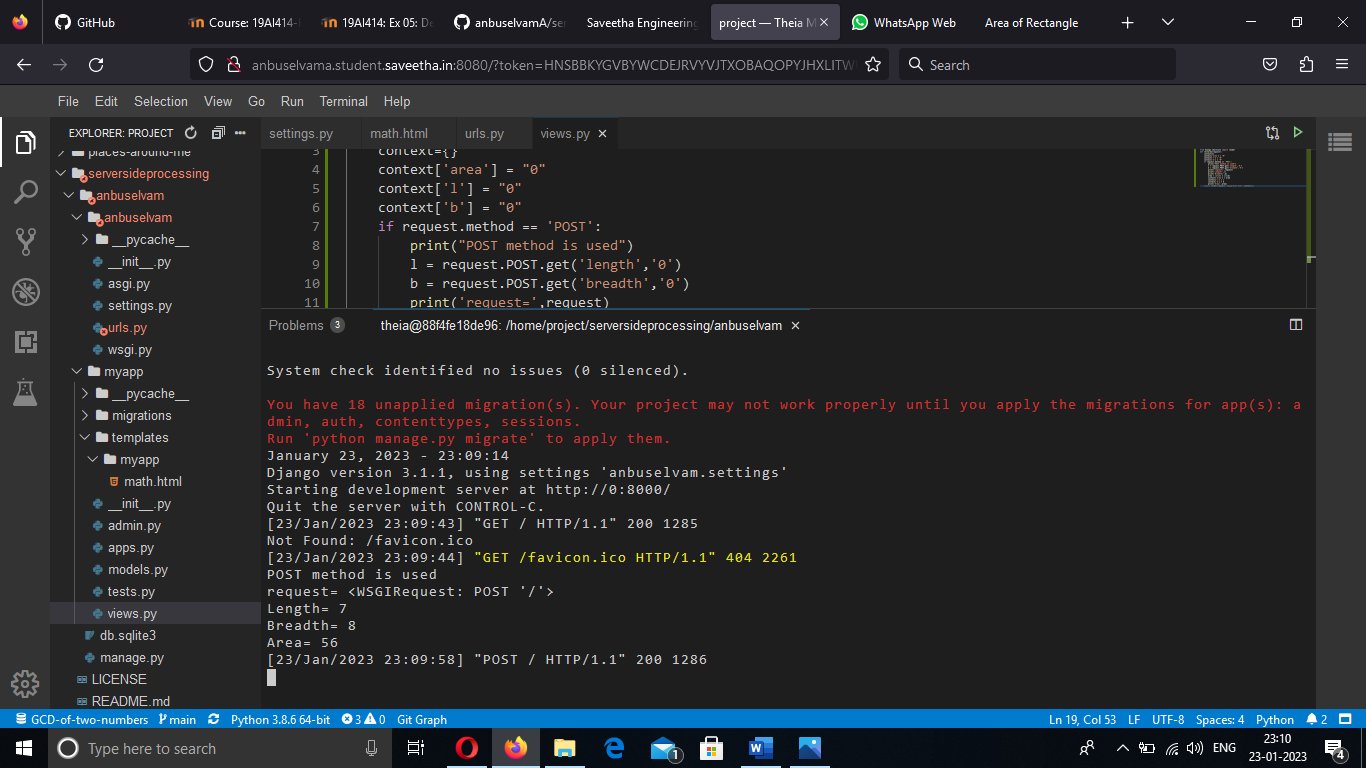 GitHub
Course: 19AI414-
19AI414: Ex 05: De
anbuselvamA/ser
Saveetha Engineering
project — Theia M
WhatsApp Web
Area of Rectangle
anbuselvama.student.saveetha.in:8080/?token=HNSBBKYGVBYWCDEJRVYVJTXOBAQOPYJHXLITW
Search
File Edit Selection View Go Run Terminal Help
EXPLORER: PROJECT
settings.py
math.html
urls.py
views.py
places-around-me
serversideprocessing
anbuselvam
anbuselvam
__pycache__
__init__.py
asgi.py
settings.py
urls.py
wsgi.py
myapp
__pycache__
migrations
templates
myapp
math.html
__init__.py
admin.py
apps.py
models.py
tests.py
views.py
db.sqlite3
manage.py
LICENSE
README.md
3 context={}
4 context['area'] = "0"
5 context['l'] = "0"
6 context['b'] = "0"
7 if request.method == 'POST':
8 print("POST method is used")
9 l = request.POST.get('length','0')
10 b = request.POST.get('breadth','0')
11 print('request=',request)
Problems 3
theia@88f4fe18de96: /home/project/serversideprocessing/anbuselvam
System check identified no issues (0 silenced).
You have 18 unapplied migration(s). Your project may not work properly until you apply the migrations for app(s): a
dmin, auth, contenttypes, sessions.
Run 'python manage.py migrate' to apply them.
January 23, 2023 - 23:09:14
Django version 3.1.1, using settings 'anbuselvam.settings'
Starting development server at http://0:8000/
Quit the server with CONTROL-C.
[23/Jan/2023 23:09:43] "GET / HTTP/1.1" 200 1285
Not Found: /favicon.ico
[23/Jan/2023 23:09:44] "GET /favicon.ico HTTP/1.1" 404 2261
POST method is used
request= <WSGIRequest: POST '/'>
Length= 7
Breadth= 8
Area= 56
[23/Jan/2023 23:09:58] "POST / HTTP/1.1" 200 1286
GCD-of-two-numbers main Python 3.8.6 64-bit 3 0 Git Graph
Ln 19, Col 53 LF UTF-8 Spaces: 4 Python 2
Type here to search
1
ENG
23:10
23-01-2023
4